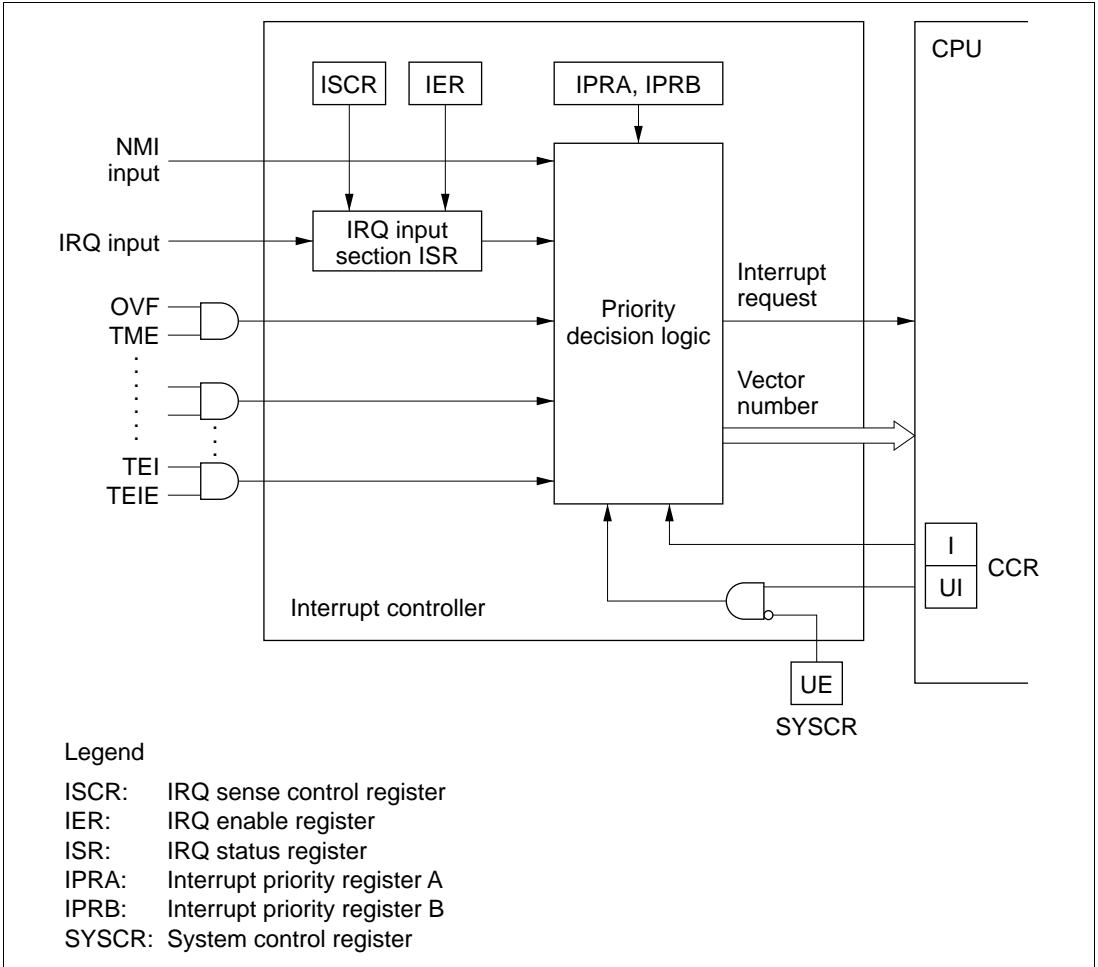 CPU
ISCR
IER
IPRA, IPRB
NMI
input
IRQ input
IRQ input
section ISR
OVF
TME
Priority
decision logic
Interrupt
request
Vector
number
TEI
TEIE
I
UI
CCR
Interrupt controller
UE
SYSCR
Legend
ISCR: IRQ sense control register
IER: IRQ enable register
ISR: IRQ status register
IPRA: Interrupt priority register A
IPRB: Interrupt priority register B
SYSCR: System control register